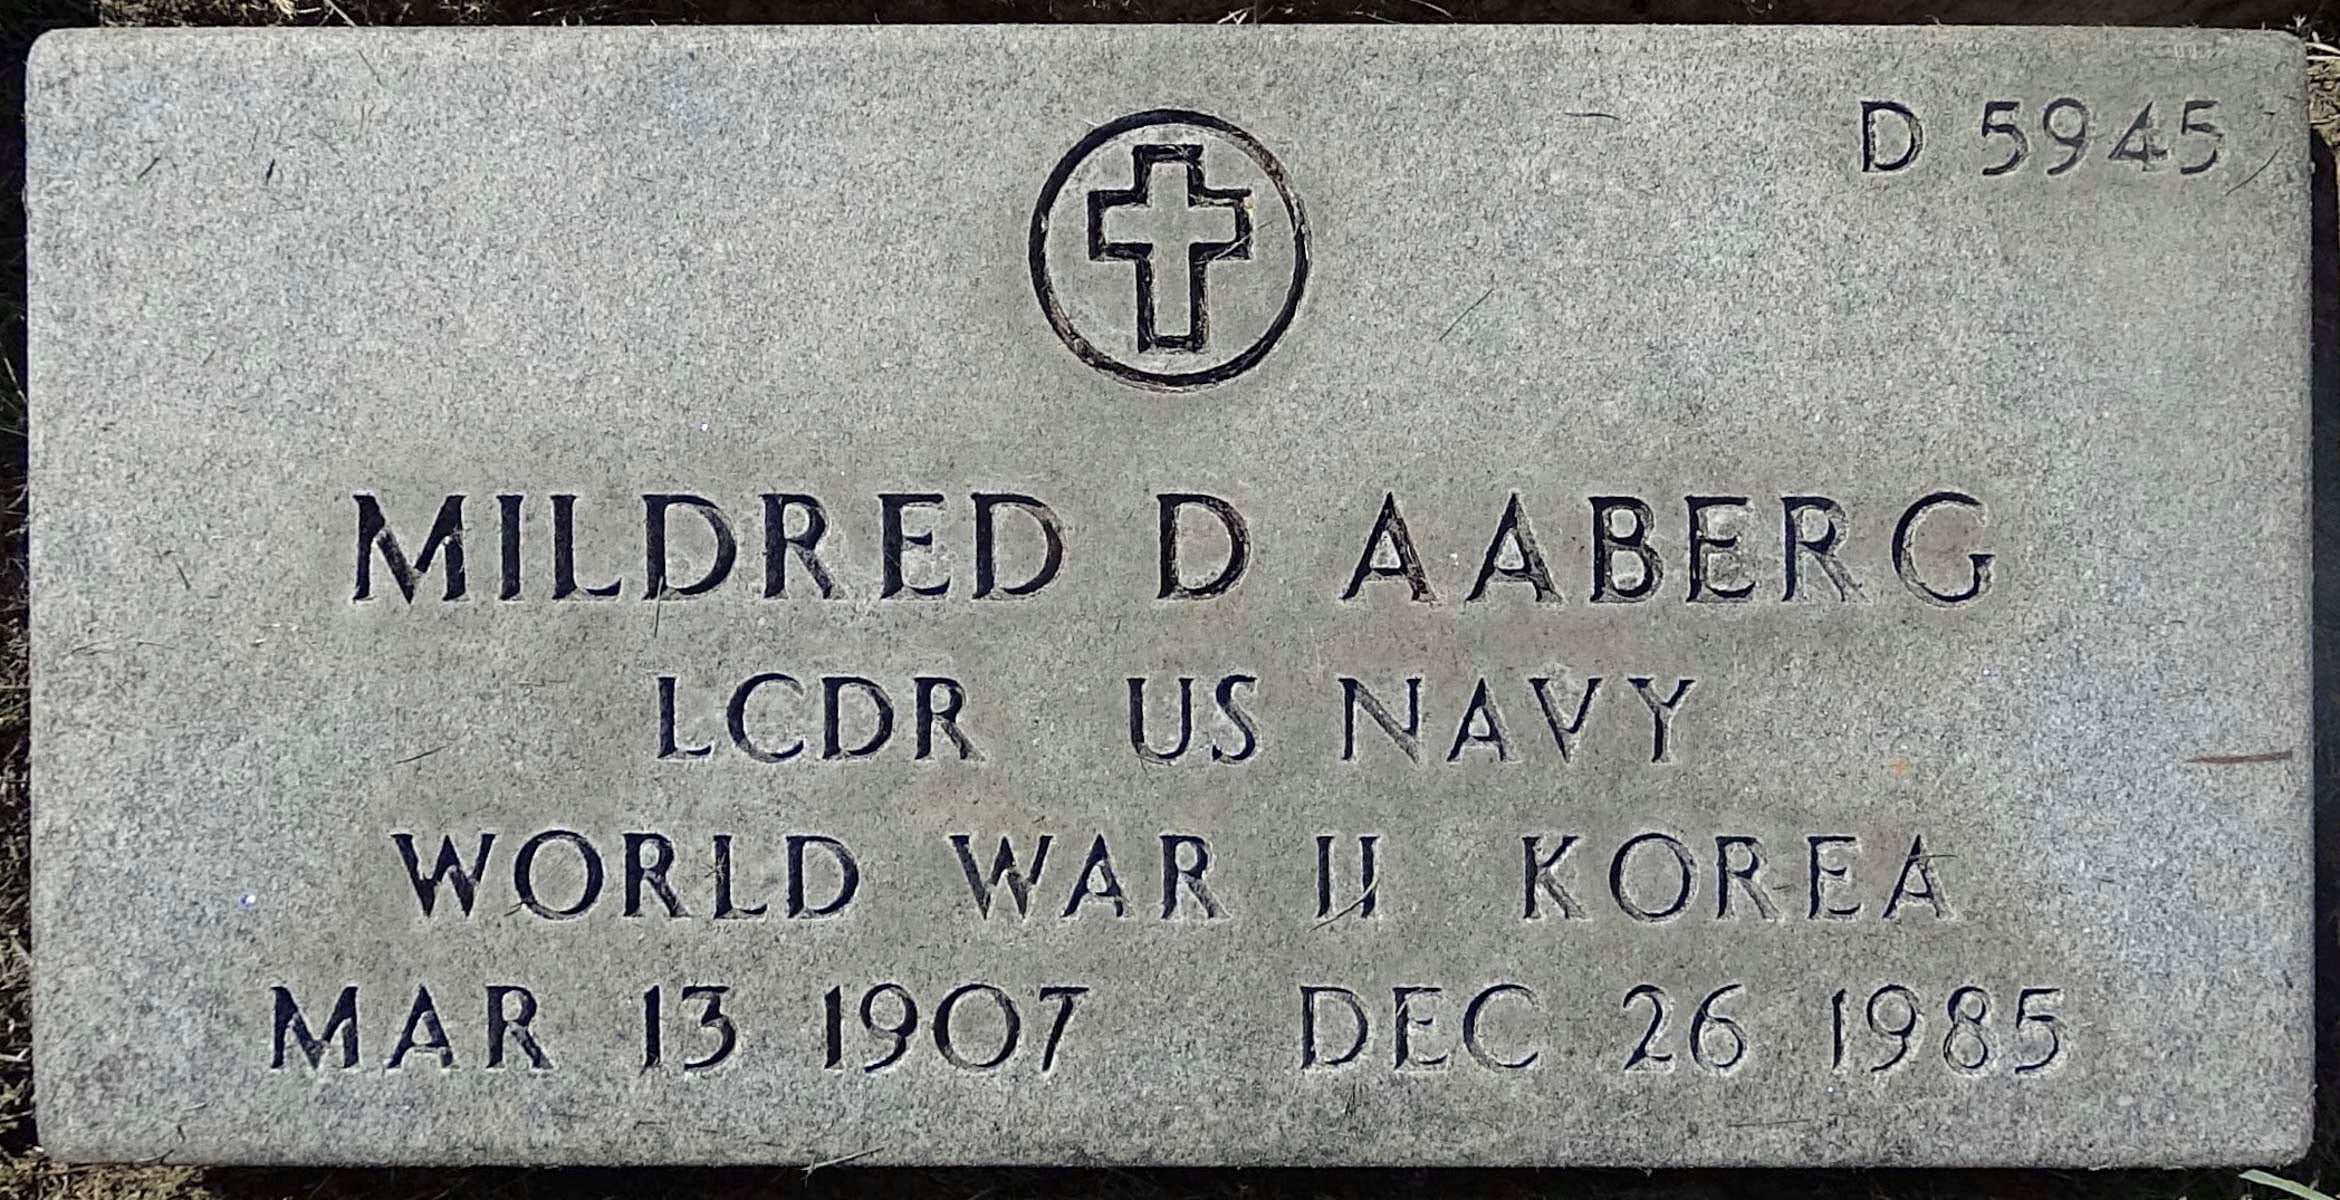 D 5945
MILDRED D AABERG
LCDR US NAVY
WORLD WAR II KOREA
MAR 13 1907 DEC 26 1985